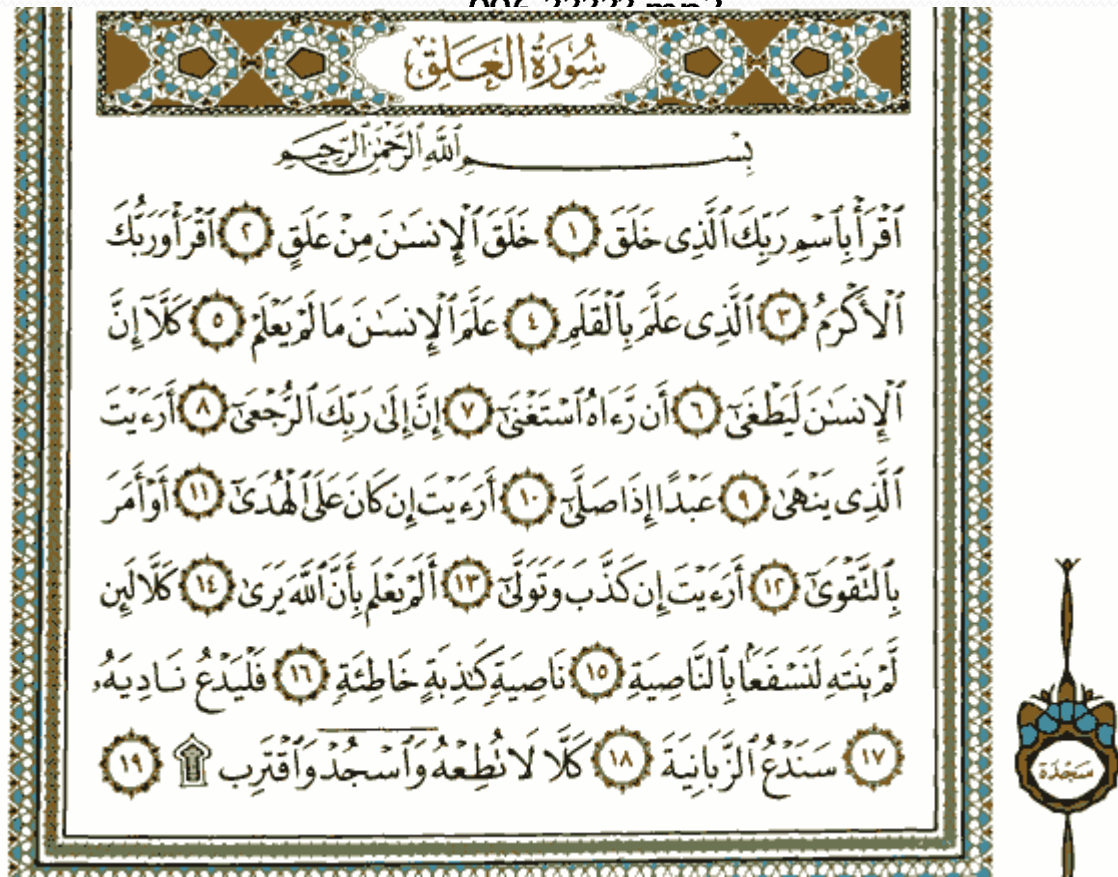 سُورَةُ الْعَلَقِ
بِسْمِ ٱللَّهِ ٱلرَّحْمَٰنِ ٱلرَّحِيمِ
ٱقْرَأْ بِٱسْمِ رَبِّكَ ٱلَّذِى خَلَقَ ١ خَلَقَ ٱلْإِنسَٰنَ مِنْ عَلَقٍ ٢ ٱقْرَأْ وَرَبُّكَ
ٱلْأَكْرَمُ ٣ ٱلَّذِى عَلَّمَ بِٱلْقَلَمِ ٤ عَلَّمَ ٱلْإِنسَٰنَ مَا لَمْ يَعْلَمْ ٥ كَلَّآ إِنَّ
ٱلْإِنسَٰنَ لَيَطْغَىٰٓ ٦ أَن رَّءَاهُ ٱسْتَغْنَىٰٓ ٧ إِنَّ إِلَىٰ رَبِّكَ ٱلرُّجْعَىٰٓ ٨ أَرَءَيْتَ
ٱلَّذِى يَنْهَىٰ ٩ عَبْدًا إِذَا صَلَّىٰٓ ١٠ أَرَءَيْتَ إِن كَانَ عَلَى ٱلْهُدَىٰٓ ١١ أَوْ أَمَرَ
بِٱلتَّقْوَىٰٓ ١٢ أَرَءَيْتَ إِن كَذَّبَ وَتَوَلَّىٰٓ ١٣ أَلَمْ يَعْلَم بِأَنَّ ٱللَّهَ يَرَىٰ ١٤ كَلَّا لَئِن
لَّمْ يَنتَهِ لَنَسْفَعًۢا بِٱلنَّاصِيَةِ ١٥ نَاصِيَةٍ كَٰذِبَةٍ خَاطِئَةٍ ١٦ فَلْيَدْعُ نَادِيَهُۥ
١٧ سَنَدْعُ ٱلزَّبَانِيَةَ ١٨ كَلَّا لَا تُطِعْهُ وَٱسْجُدْ وَٱقْتَرِب ۩ ١٩
سَجْدَة